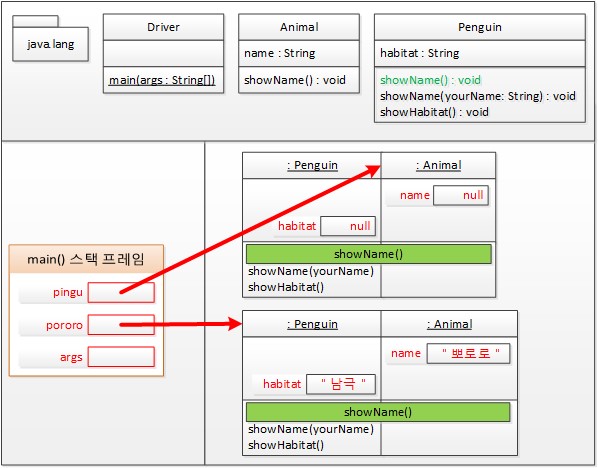 java.lang
Driver
main(args : String[])
Animal
name : String
showName() : void
Penguin
habitat : String
showName() : void
showName(yourName: String) : void
showHabitat() : void
main() 스택 프레임
pingu
pororo
args
: Penguin
: Animal
name null
habitat null
showName()
showName(yourName)
showHabitat()
: Penguin
: Animal
name " 뽀로로 "
habitat " 남극 "
showName()
showName(yourName)
showHabitat()